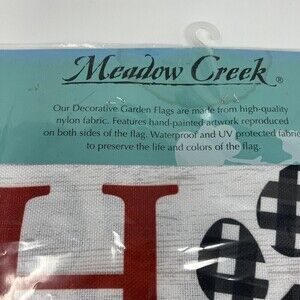 Meadow Creek®
Our Decorative Garden Flags are made from high-quality
nylon fabric. Features hand-painted artwork reproduced
on both sides of the flag. Waterproof and UV protected fabric
to preserve the life and colors of the flag.
H